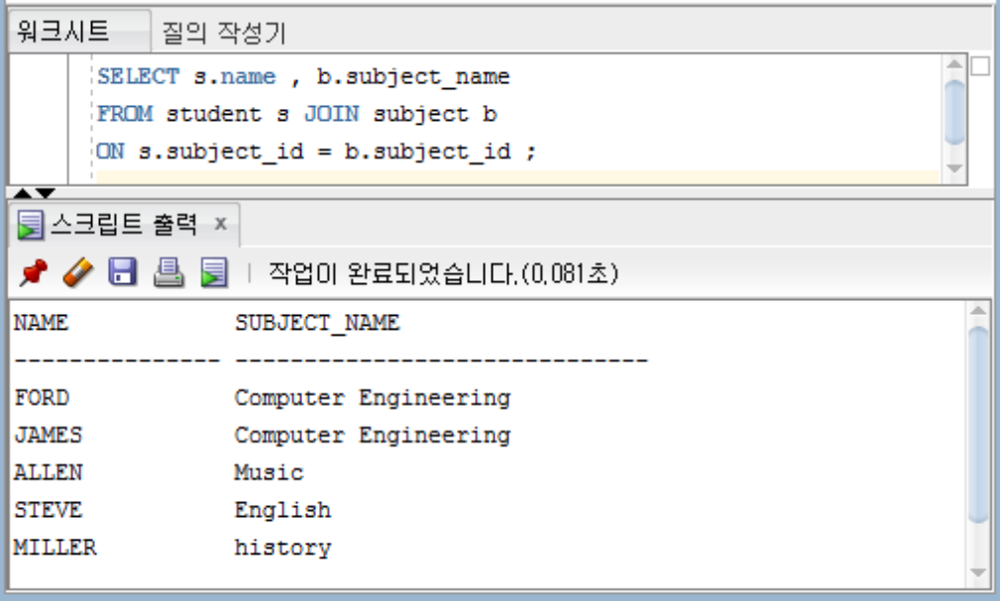 워크시트 질의 작성기
SELECT s.name , b.subject_name
FROM student s JOIN subject b
ON s.subject_id = b.subject_id ;
스크립트 출력 x
작업이 완료되었습니다.(0,081초)
NAME SUBJECT_NAME
--------------- ------------------------------
FORD Computer Engineering
JAMES Computer Engineering
ALLEN Music
STEVE English
MILLER history